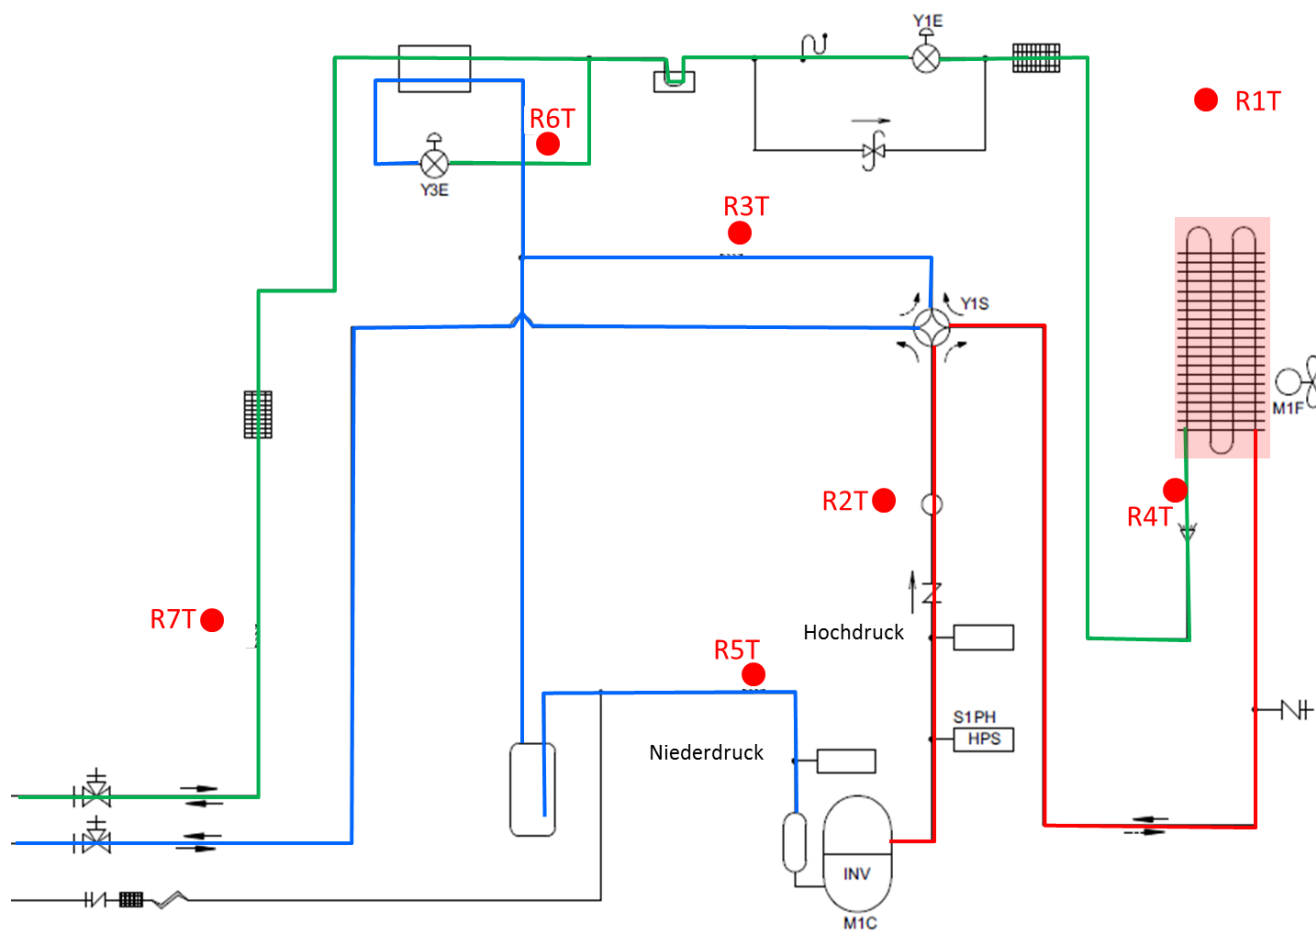 Y1E
R1T
R6T
Y3E
R3T
Y1S
M1F
R2T
R4T
R7T
Hochdruck
R5T
S1PH
HPS
Niederdruck
INV
M1C